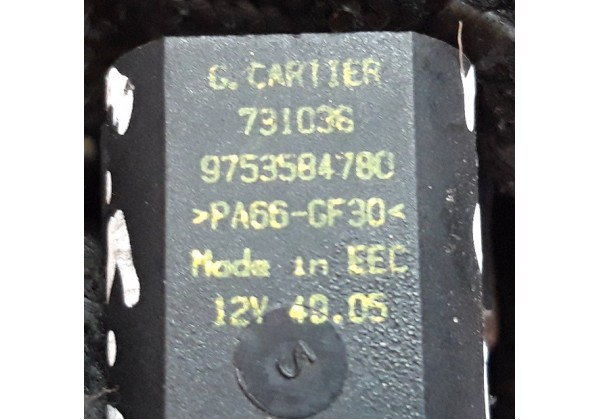 G. CARTIER
731036
9753584780
>PA66-GF30<
Made in EEC
12V 49.05
S